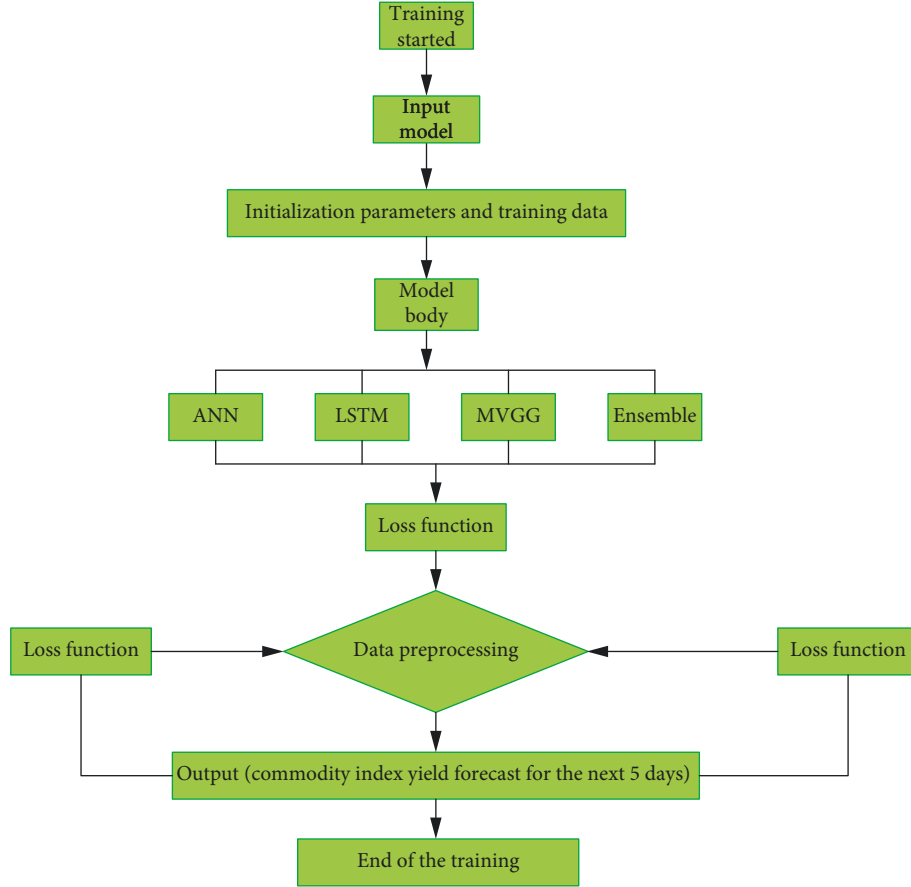 Training
started
Input
model
Initialization parameters and training data
Model
body
ANN
LSTM
MVGG
Ensemble
Loss function
Loss function
Data preprocessing
Loss function
Output (commodity index yield forecast for the next 5 days)
End of the training